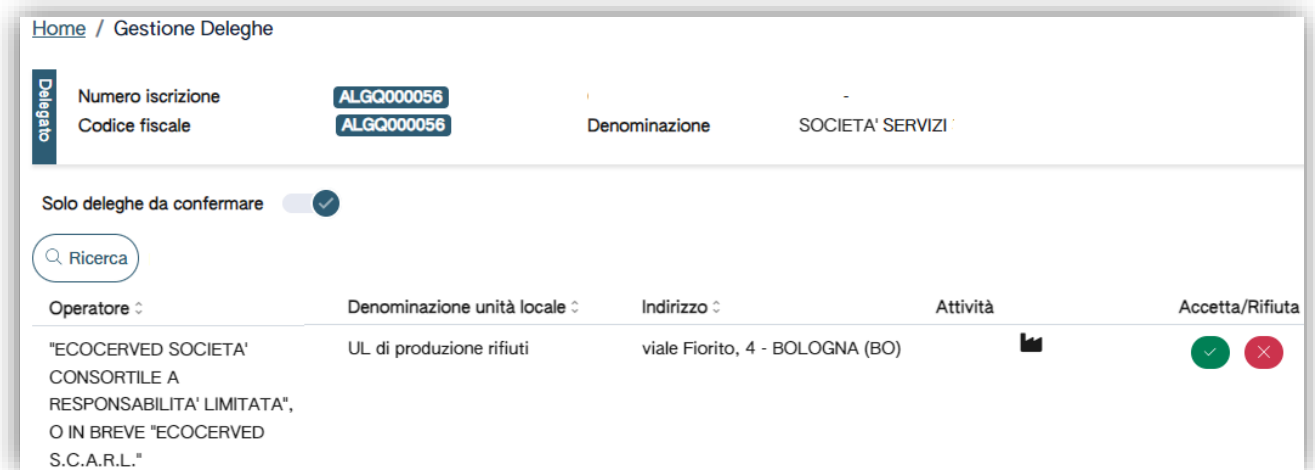 Home / Gestione Deleghe
Delegato
Numero iscrizione ALGQ000056 -
Codice fiscale ALGQ000056 Denominazione SOCIETA' SERVIZI
Solo deleghe da confermare
Ricerca
Operatore Denominazione unità locale Indirizzo Attività Accetta/Rifiuta
"ECOCERVED SOCIETA' UL di produzione rifiuti viale Fiorito, 4 - BOLOGNA (BO)
CONSORTILE A
RESPONSABILITA' LIMITATA",
O IN BREVE "ECOCERVED
S.C.A.R.L."